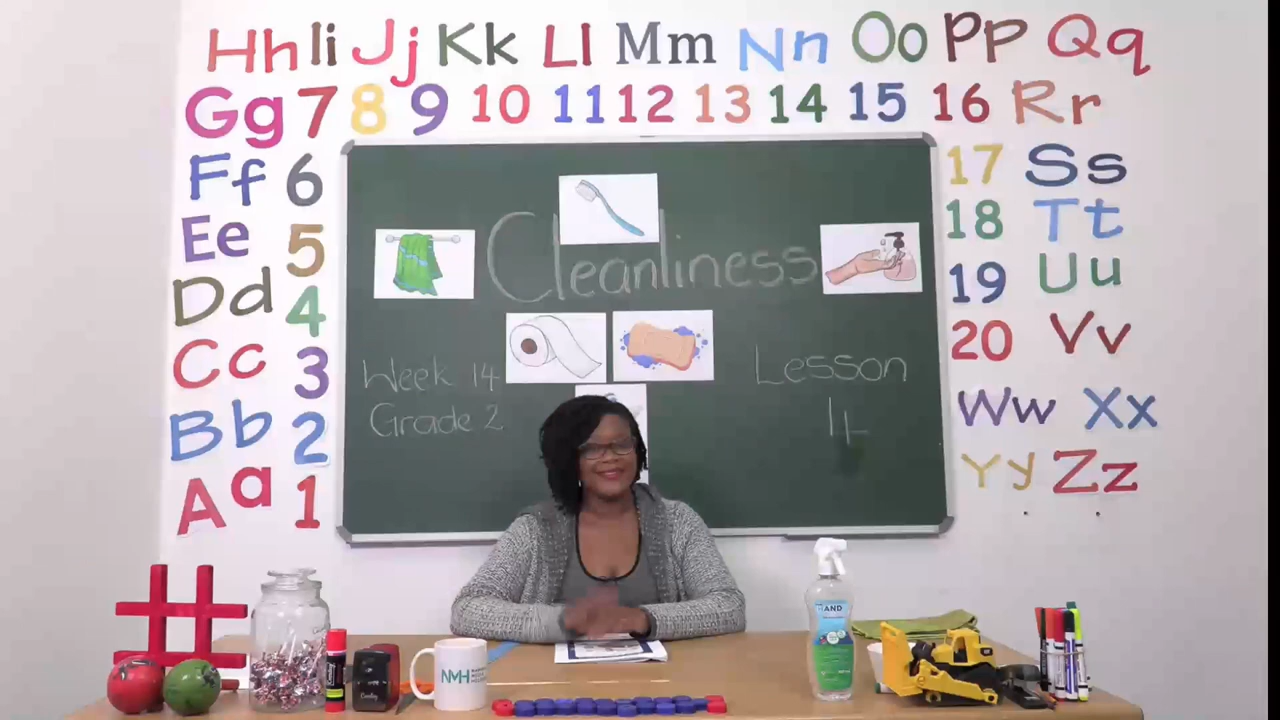 Hh Ii Jj Kk Ll Mm Nn Oo Pp Qq
Gg 7 8 9 10 11 12 13 14 15 16 Rr
Ff 6 17 Ss
Ee 5 18 Tt
Dd 4 19 Uu
Cc 3 20 Vv
Bb 2 Ww Xx
Aa 1 Yy Zz
Cleanliness
Week 14
Grade 2
Lesson
4
NMH
HAND